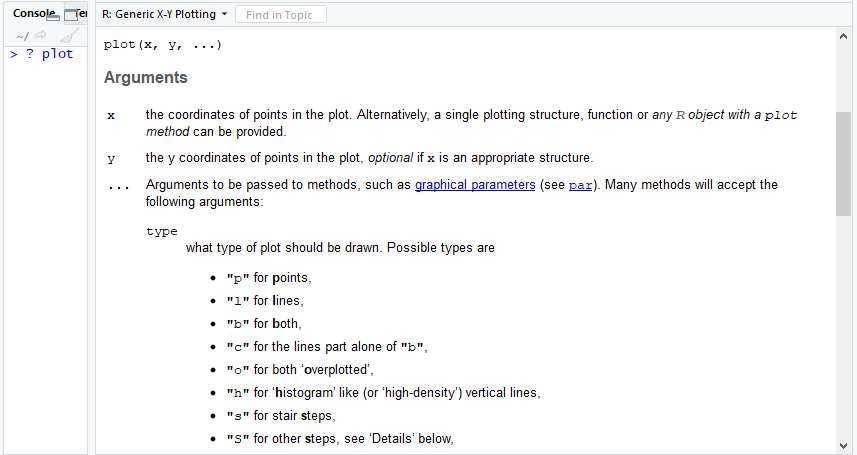 Console
R: Generic X-Y Plotting
Find in Topic
~/
> ? plot
plot(x, y, ...)
Arguments
x the coordinates of points in the plot. Alternatively, a single plotting structure, function or any R object with a plot
method can be provided.
y the y coordinates of points in the plot, optional if x is an appropriate structure.
... Arguments to be passed to methods, such as graphical parameters (see par). Many methods will accept the
following arguments:
type
what type of plot should be drawn. Possible types are
• "p" for points,
• "l" for lines,
• "b" for both,
• "c" for the lines part alone of "b",
• "o" for both ‘overplotted’,
• "h" for ‘histogram’ like (or ‘high-density’) vertical lines,
• "s" for stair steps,
• "S" for other steps, see ‘Details’ below,